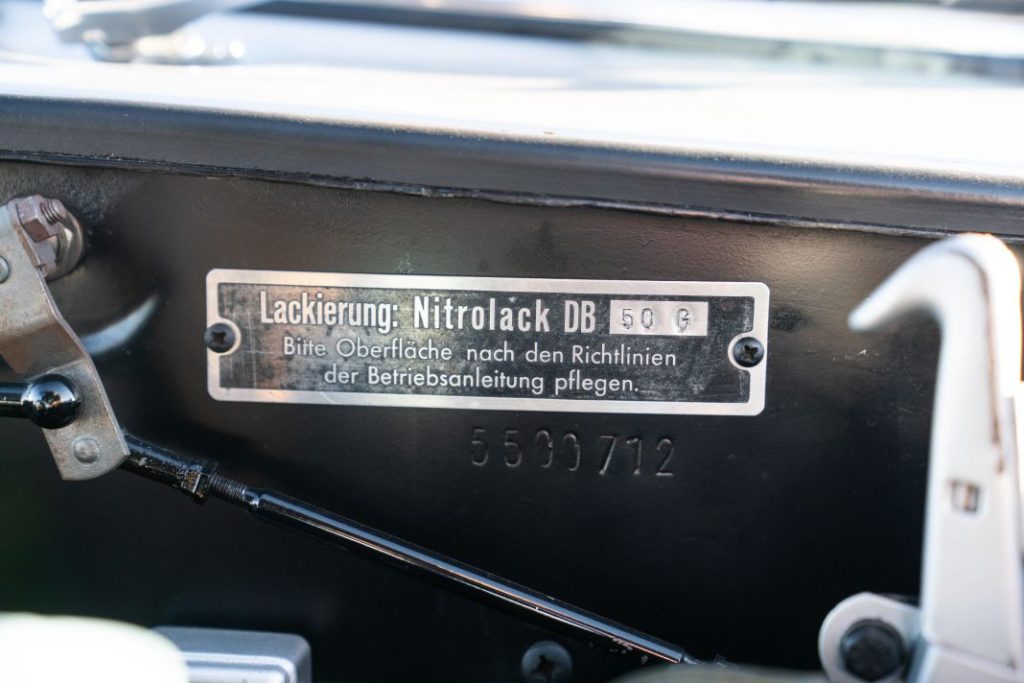 Lackierung: Nitrolack DB 50 G
Bitte Oberfläche nach den Richtlinien
der Betriebsanleitung pflegen.
5500712